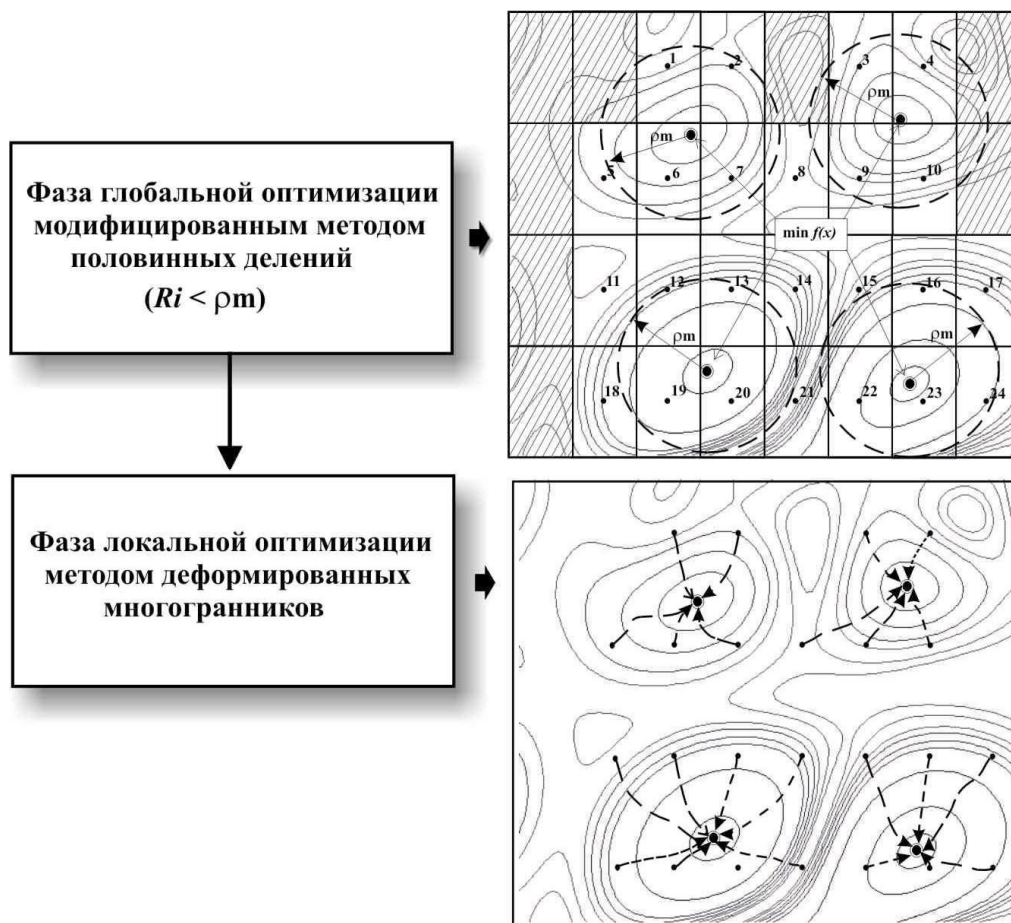 Фаза глобальной оптимизации
модифицированным методом
половинных делений
(Ri < ρm)
Фаза локальной оптимизации
методом деформированных
многогранников
1 2 3 4
ρm
ρm
5 6 7 8 9 10
min f(x)
11 12 13 14 15 16 17
ρm ρm
18 19 20 21 22 23 24